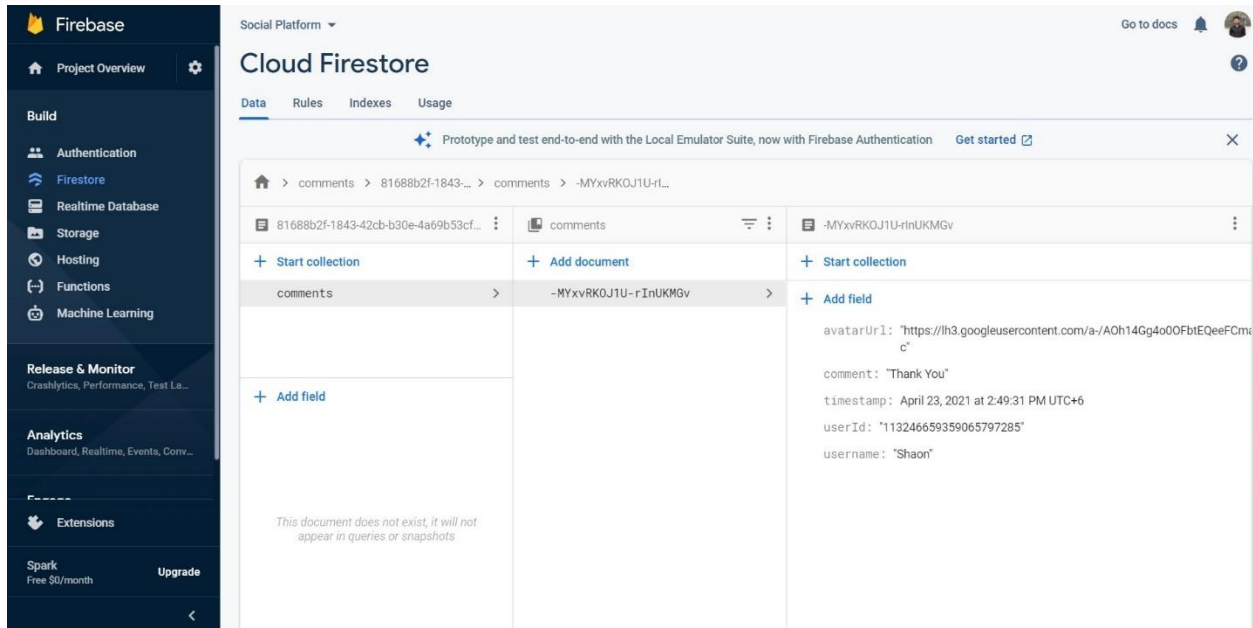 Firebase
Project Overview
Build
Authentication
Firestore
Realtime Database
Storage
Hosting
Functions
Machine Learning
Release & Monitor
Crashlytics, Performance, Test La...
Analytics
Dashboard, Realtime, Events, Conv...
Engage
Extensions
Spark
Free $0/month
Upgrade
Social Platform
Go to docs
Cloud Firestore
Data Rules Indexes Usage
Prototype and test end-to-end with the Local Emulator Suite, now with Firebase Authentication Get started
> comments > 81688b2f-1843-... > comments > -MYxvRKOJ1U-rI...
81688b2f-1843-42cb-b30e-4a69b53cf...
+ Start collection
comments >
+ Add field
This document does not exist, it will not
appear in queries or snapshots
comments
+ Add document
-MYxvRKOJ1U-rInUKMGv >
-MYxvRKOJ1U-rInUKMGv
+ Start collection
+ Add field
avatarUrl: "https://lh3.googleusercontent.com/a-/AOh14Gg4o0OFbtEQeeFCma
c"
comment: "Thank You"
timestamp: April 23, 2021 at 2:49:31 PM UTC+6
userId: "113246659359065797285"
username: "Shaon"